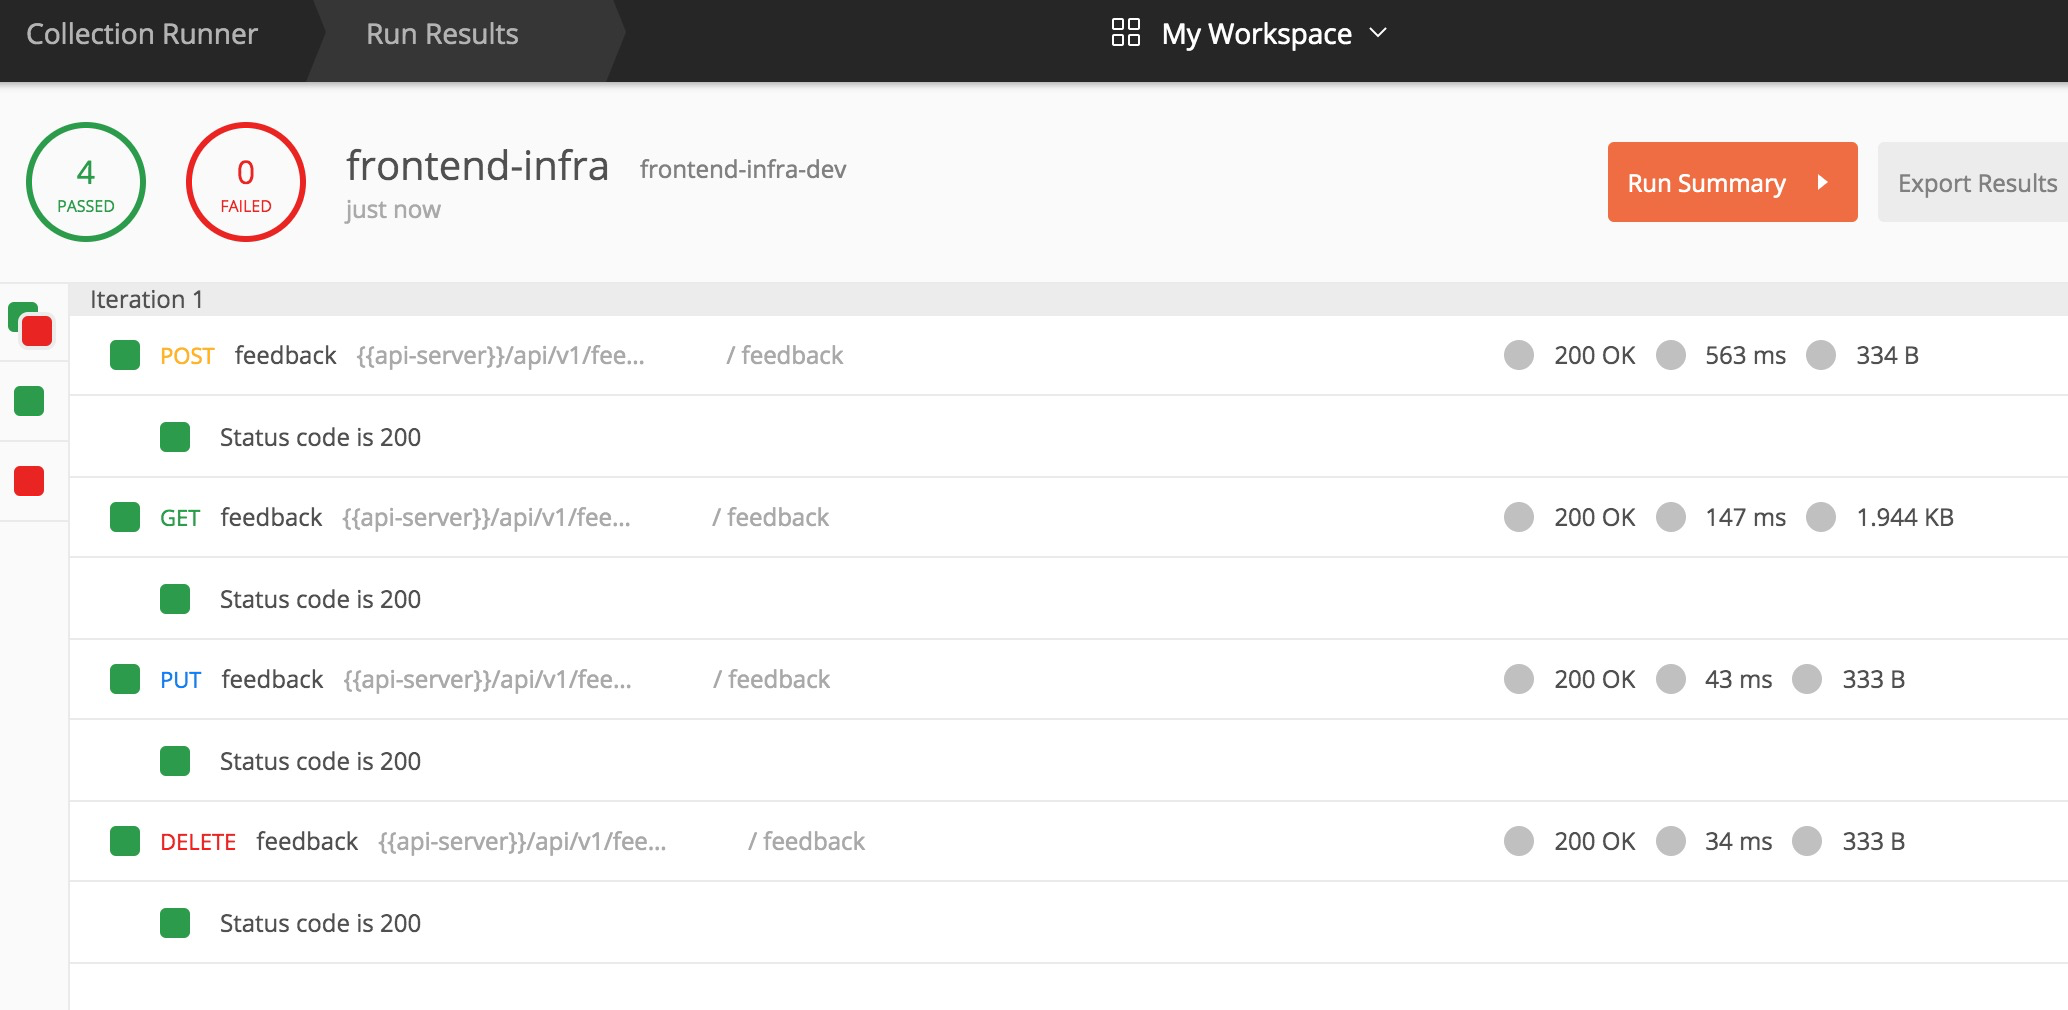 Collection Runner Run Results My Workspace
4 PASSED
0 FAILED
frontend-infra frontend-infra-dev
just now
Run Summary Export Results
Iteration 1
POST feedback {{api-server}}/api/v1/fee... / feedback 200 OK 563 ms 334 B
Status code is 200
GET feedback {{api-server}}/api/v1/fee... / feedback 200 OK 147 ms 1.944 KB
Status code is 200
PUT feedback {{api-server}}/api/v1/fee... / feedback 200 OK 43 ms 333 B
Status code is 200
DELETE feedback {{api-server}}/api/v1/fee... / feedback 200 OK 34 ms 333 B
Status code is 200